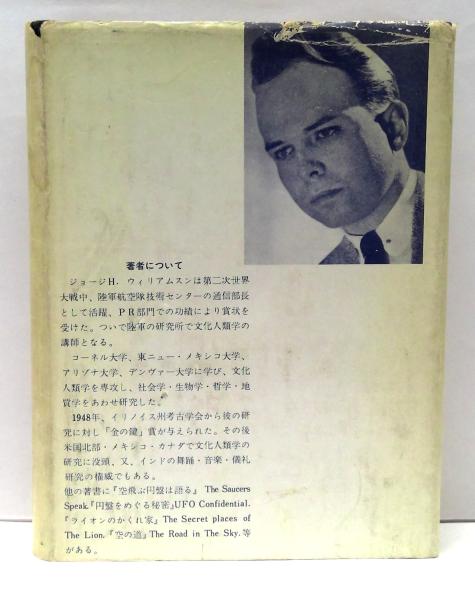 著者について
ジョージH. ウィリアムスンは第二次世界
大戦中、陸軍航空隊技術センターの通信部長
として活躍、PR部門での功績により賞状を
受けた。ついで陸軍の研究所で文化人類学の
講師となる。
コーネル大学、東ニュー・メキシコ大学、
アリゾナ大学、デンヴァー大学に学び、文化
人類学を専攻し、社会学・生物学・哲学・地
質学をあわせ研究した。
1948年、イリノイス州考古学会から彼の研
究に対し「金の鍵」賞が与えられた。その後
米国北部・メキシコ・カナダで文化人類学の
研究に没頭、又、インドの舞踊・音楽・儀礼
研究の権威でもある。
他の著書に『空飛ぶ円盤は語る』 The Saucers
Speak.『円盤をめぐる秘密』UFO Confidential.
『ライオンのかくれ家』The Secret places of
The Lion.『空の道』The Road in The Sky. 等
がある。